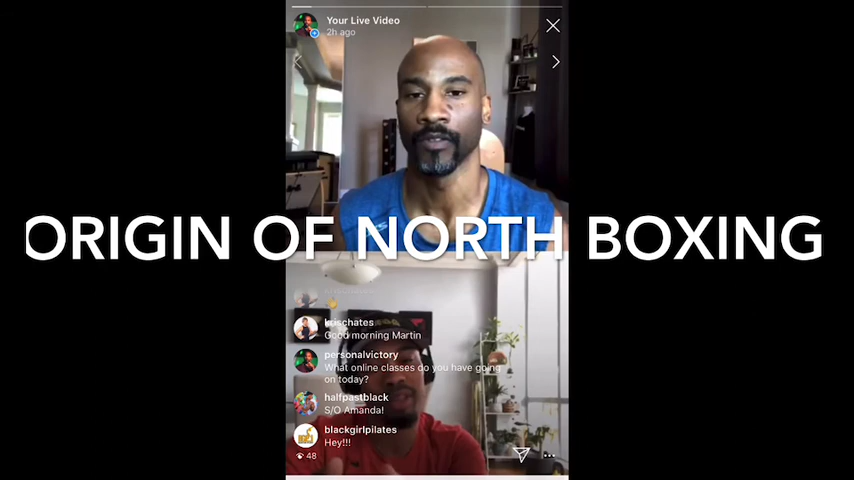 Your Live Video
2h ago
ORIGIN OF NORTH BOXING
kuschates
Good morning Martin
personalvictory
What online classes do you have going
on today?
halfpastblack
S/O Amanda!
blackgirlpilates
Hey!!!
48